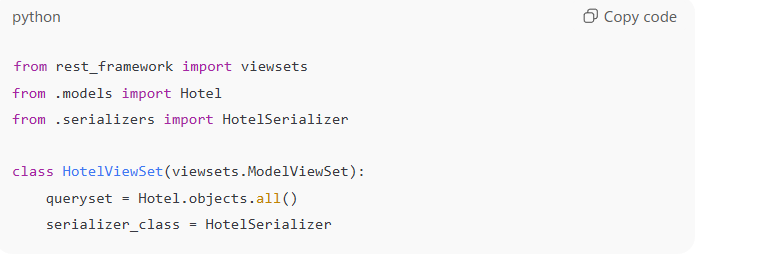 python
Copy code
from rest_framework import viewsets
from .models import Hotel
from .serializers import HotelSerializer
class HotelViewSet(viewsets.ModelViewSet):
    queryset = Hotel.objects.all()
    serializer_class = HotelSerializer